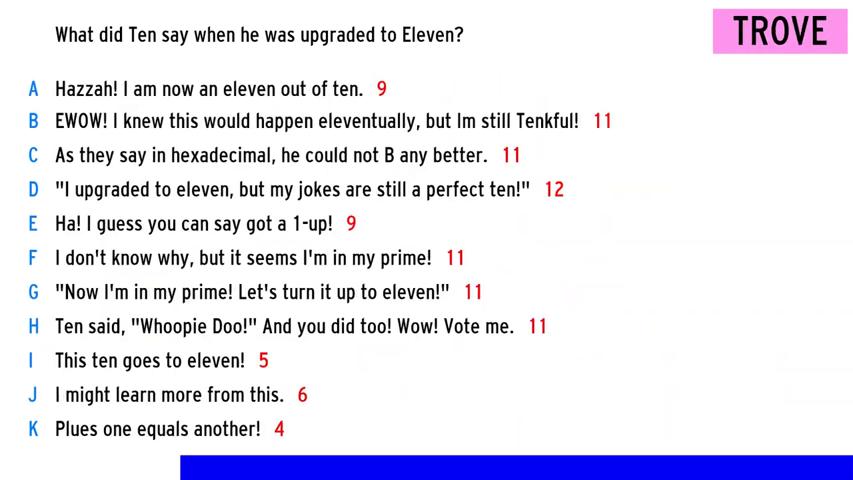 What did Ten say when he was upgraded to Eleven?
TROVE
A Hazzah! I am now an eleven out of ten. 9
B EWOW! I knew this would happen eleventually, but Im still Tenkful! 11
C As they say in hexadecimal, he could not B any better. 11
D "I upgraded to eleven, but my jokes are still a perfect ten!" 12
E Ha! I guess you can say got a 1-up! 9
F I don't know why, but it seems I'm in my prime! 11
G "Now I'm in my prime! Let's turn it up to eleven!" 11
H Ten said, "Whoopie Doo!" And you did too! Wow! Vote me. 11
I This ten goes to eleven! 5
J I might learn more from this. 6
K Plues one equals another! 4